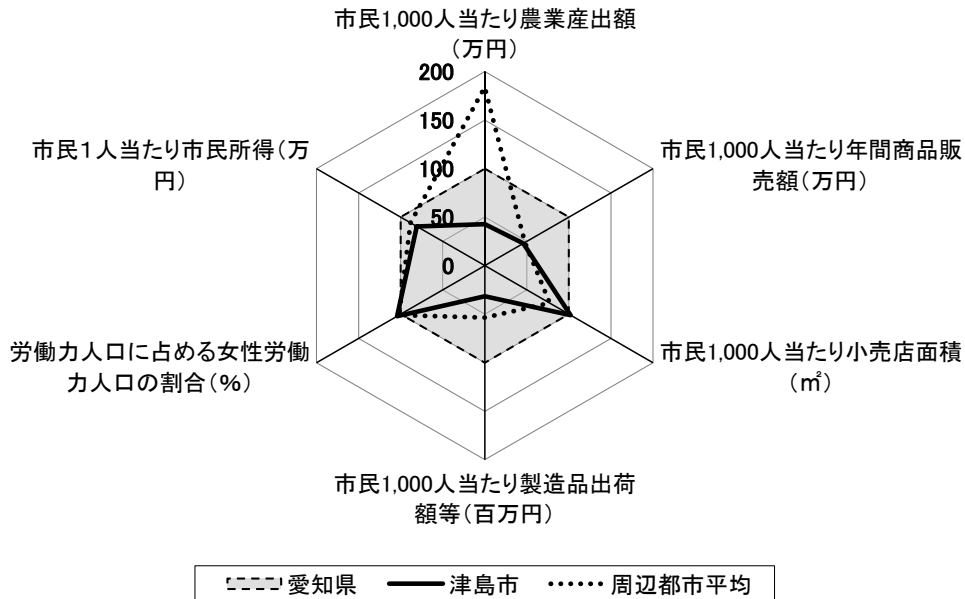 市民1,000人当たり農業産出額
(万円)
200
150
100
50
0
市民1,000人当たり年間商品販
売額(万円)
市民1,000人当たり小売店面積
(㎡)
市民1,000人当たり製造品出荷
額等(百万円)
労働力人口に占める女性労働
力人口の割合(%)
市民1人当たり市民所得(万
円)
愛知県 津島市 周辺都市平均